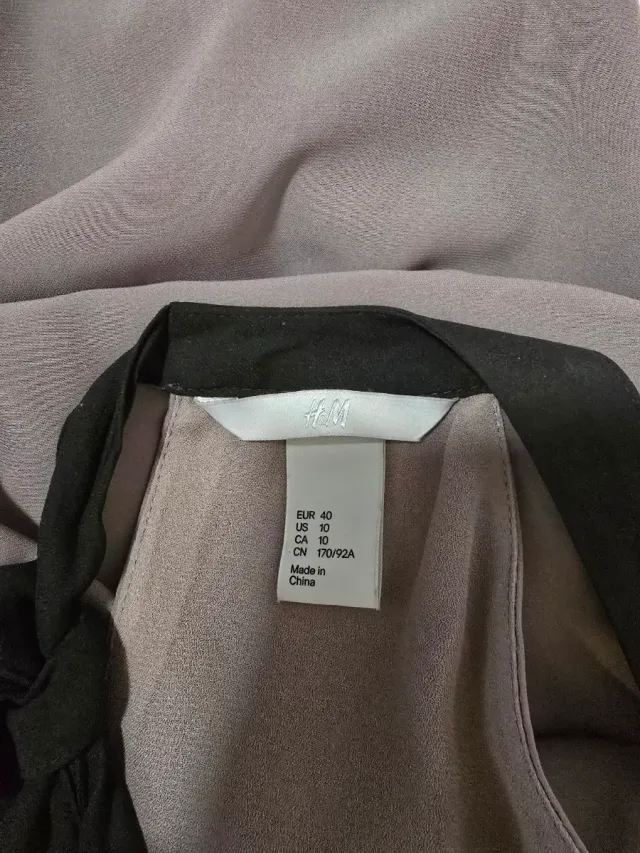 H&M
EUR 40
US 10
CA 10
CN 170/92A
Made in
China